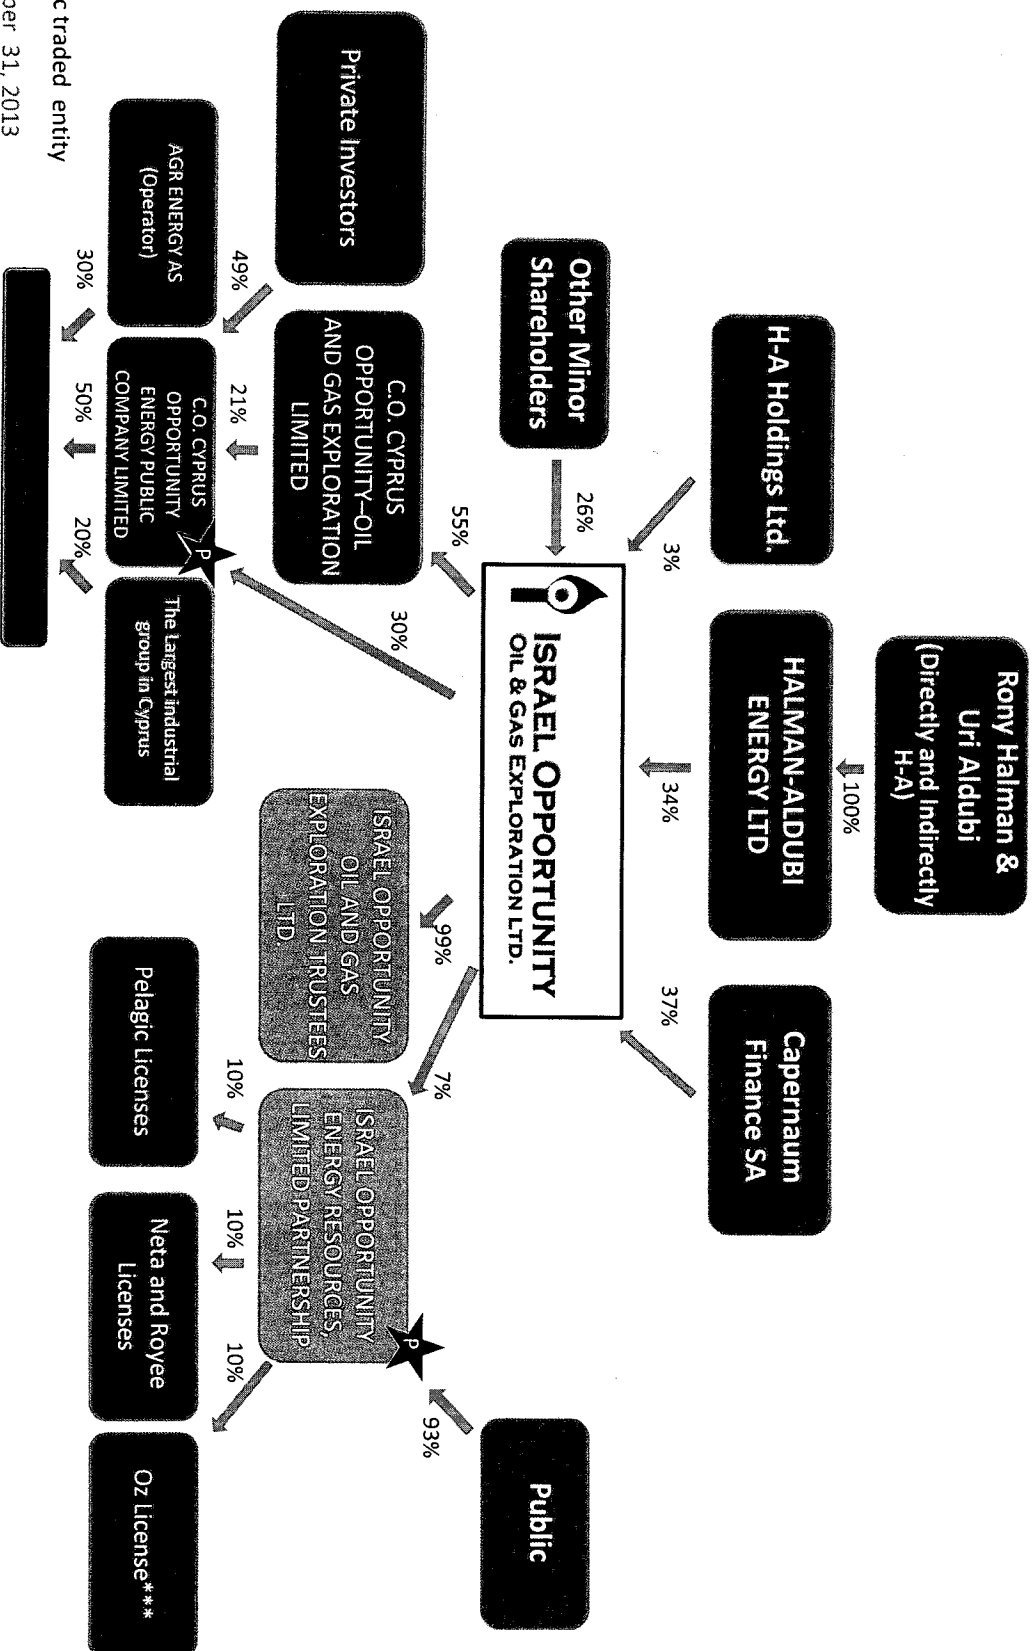 Rony Halman &
Uri Aldubi
(Directly and Indirectly
H-A)
100%
H-A Holdings Ltd.
HALMAN-ALDUBI
ENERGY LTD
Capernaum
Finance SA
3%
34%
37%
Other Minor
Shareholders
26%
ISRAEL OPPORTUNITY
OIL & GAS EXPLORATION LTD.
Public
55%
30%
99%
7%
93%
Private Investors
C.O. CYPRUS
OPPORTUNITY–OIL
AND GAS EXPLORATION
LIMITED
ISRAEL OPPORTUNITY
OIL AND GAS
EXPLORATION TRUSTEES
LTD.
ISRAEL OPPORTUNITY
ENERGY RESOURCES,
LIMITED PARTNERSHIP
P
49%
21%
10%
10%
10%
AGR ENERGY AS
(Operator)
C.O. CYPRUS
OPPORTUNITY
ENERGY PUBLIC
COMPANY LIMITED
P
The Largest industrial
group in Cyprus
Pelagic Licenses
Neta and Royee
Licenses
Oz License***
30%
50%
20%
c traded entity
31, 2013